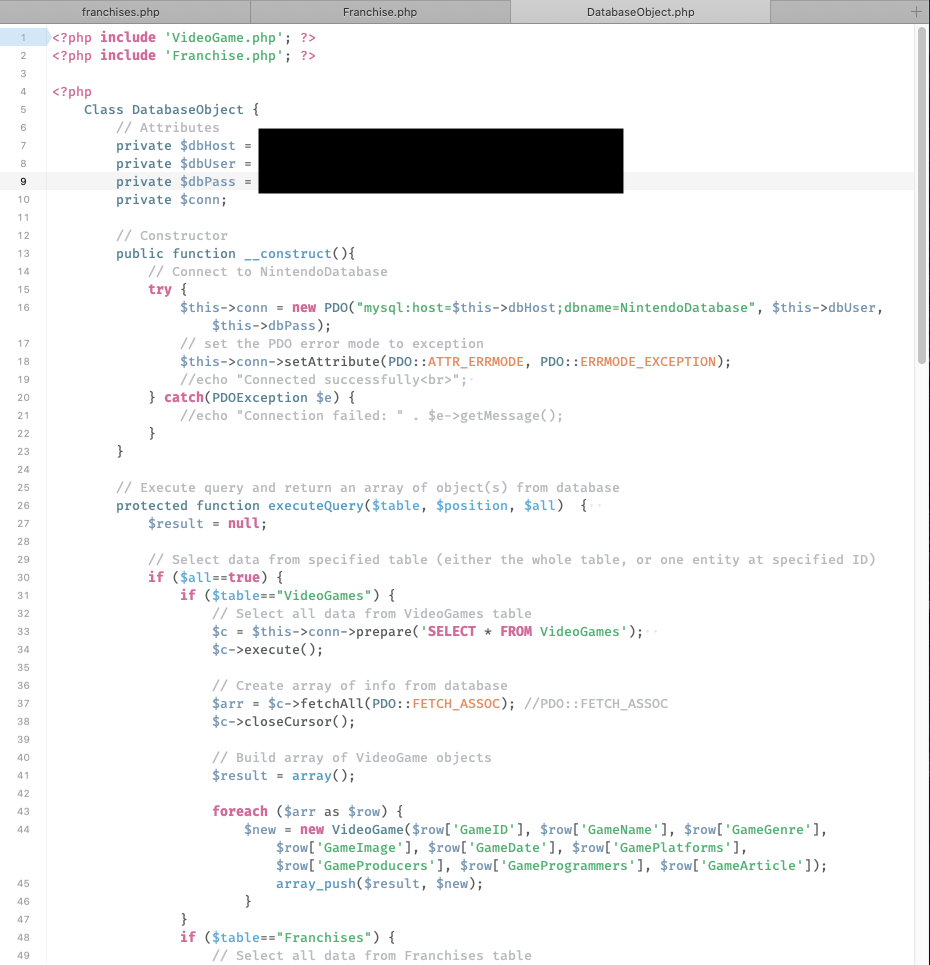 franchises.php Franchise.php DatabaseObject.php +
1 <?php include 'VideoGame.php'; ?>
2 <?php include 'Franchise.php'; ?>
3
4 <?php
5 Class DatabaseObject {
6 // Attributes
7 private $dbHost =
8 private $dbUser =
9 private $dbPass =
10 private $conn;
11
12 // Constructor
13 public function __construct(){
14 // Connect to NintendoDatabase
15 try {
16 $this->conn = new PDO("mysql:host=$this->dbHost;dbname=NintendoDatabase", $this->dbUser,
$this->dbPass);
17 // set the PDO error mode to exception
18 $this->conn->setAttribute(PDO::ATTR_ERRMODE, PDO::ERRMODE_EXCEPTION);
19 //echo "Connected successfully<br>";
20 } catch(PDOException $e) {
21 //echo "Connection failed: " . $e->getMessage();
22 }
23 }
24
25 // Execute query and return an array of object(s) from database
26 protected function executeQuery($table, $position, $all) {
27 $result = null;
28
29 // Select data from specified table (either the whole table, or one entity at specified ID)
30 if ($all==true) {
31 if ($table=="VideoGames") {
32 // Select all data from VideoGames table
33 $c = $this->conn->prepare('SELECT * FROM VideoGames');
34 $c->execute();
35
36 // Create array of info from database
37 $arr = $c->fetchAll(PDO::FETCH_ASSOC); //PDO::FETCH_ASSOC
38 $c->closeCursor();
39
40 // Build array of VideoGame objects
41 $result = array();
42
43 foreach ($arr as $row) {
44 $new = new VideoGame($row['GameID'], $row['GameName'], $row['GameGenre'],
$row['GameImage'], $row['GameDate'], $row['GamePlatforms'],
$row['GameProducers'], $row['GameProgrammers'], $row['GameArticle']);
45 array_push($result, $new);
46 }
47 }
48 if ($table=="Franchises") {
49 // Select all data from Franchises table